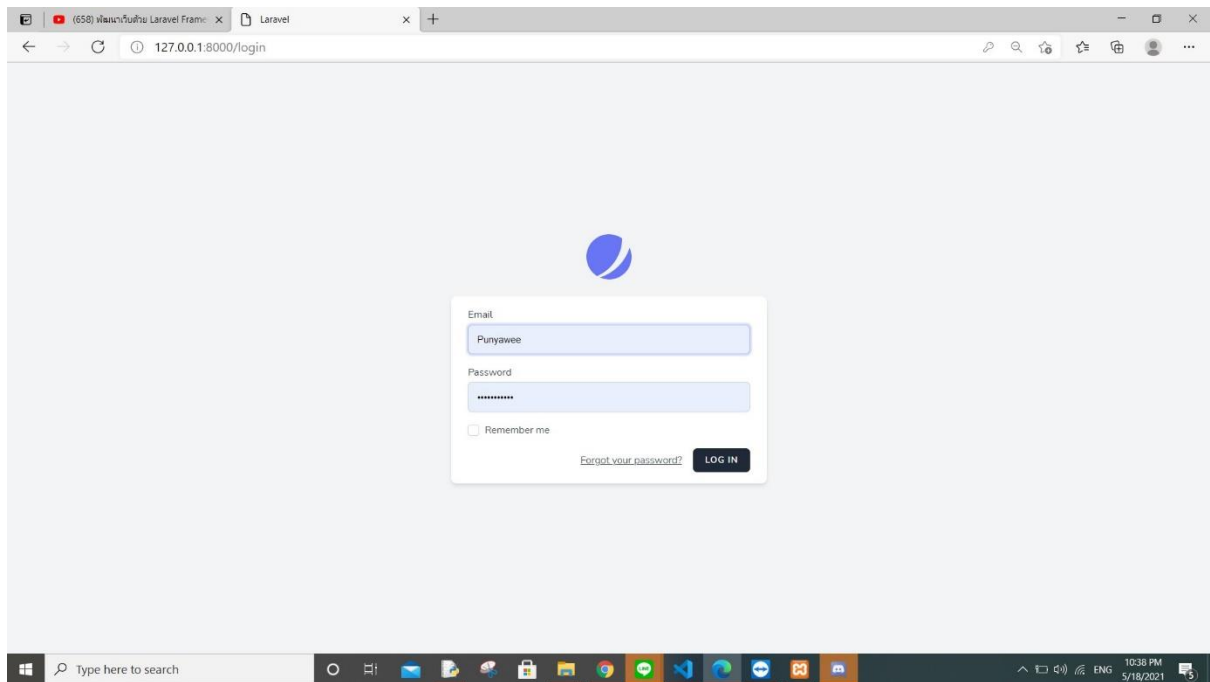 (658) พัฒนาเว็บด้วย Laravel Frame
Laravel
127.0.0.1:8000/login
Email
Punyawee
Password
•••••••••••
Remember me
Forgot your password?
LOG IN
Type here to search
LINE
ENG
10:38 PM
5/18/2021
5